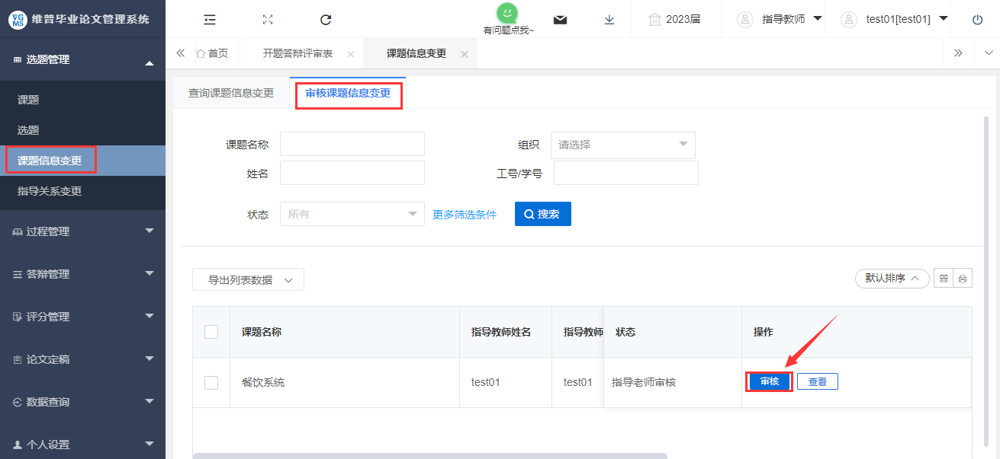 VGMS 维普毕业论文管理系统
有问题点我~
2023届
指导教师
test01[test01]
选题管理
首页
开题答辩评审表
课题信息变更
课题
选题
课题信息变更
指导关系变更
过程管理
答辩管理
评分管理
论文定稿
数据查询
个人设置
查询课题信息变更
审核课题信息变更
课题名称
组织 请选择
姓名
工号/学号
状态 所有 更多筛选条件 搜索
导出列表数据
默认排序
课题名称 指导教师姓名 指导教师 状态 操作
餐饮系统 test01 test01 指导老师审核 审核 查看